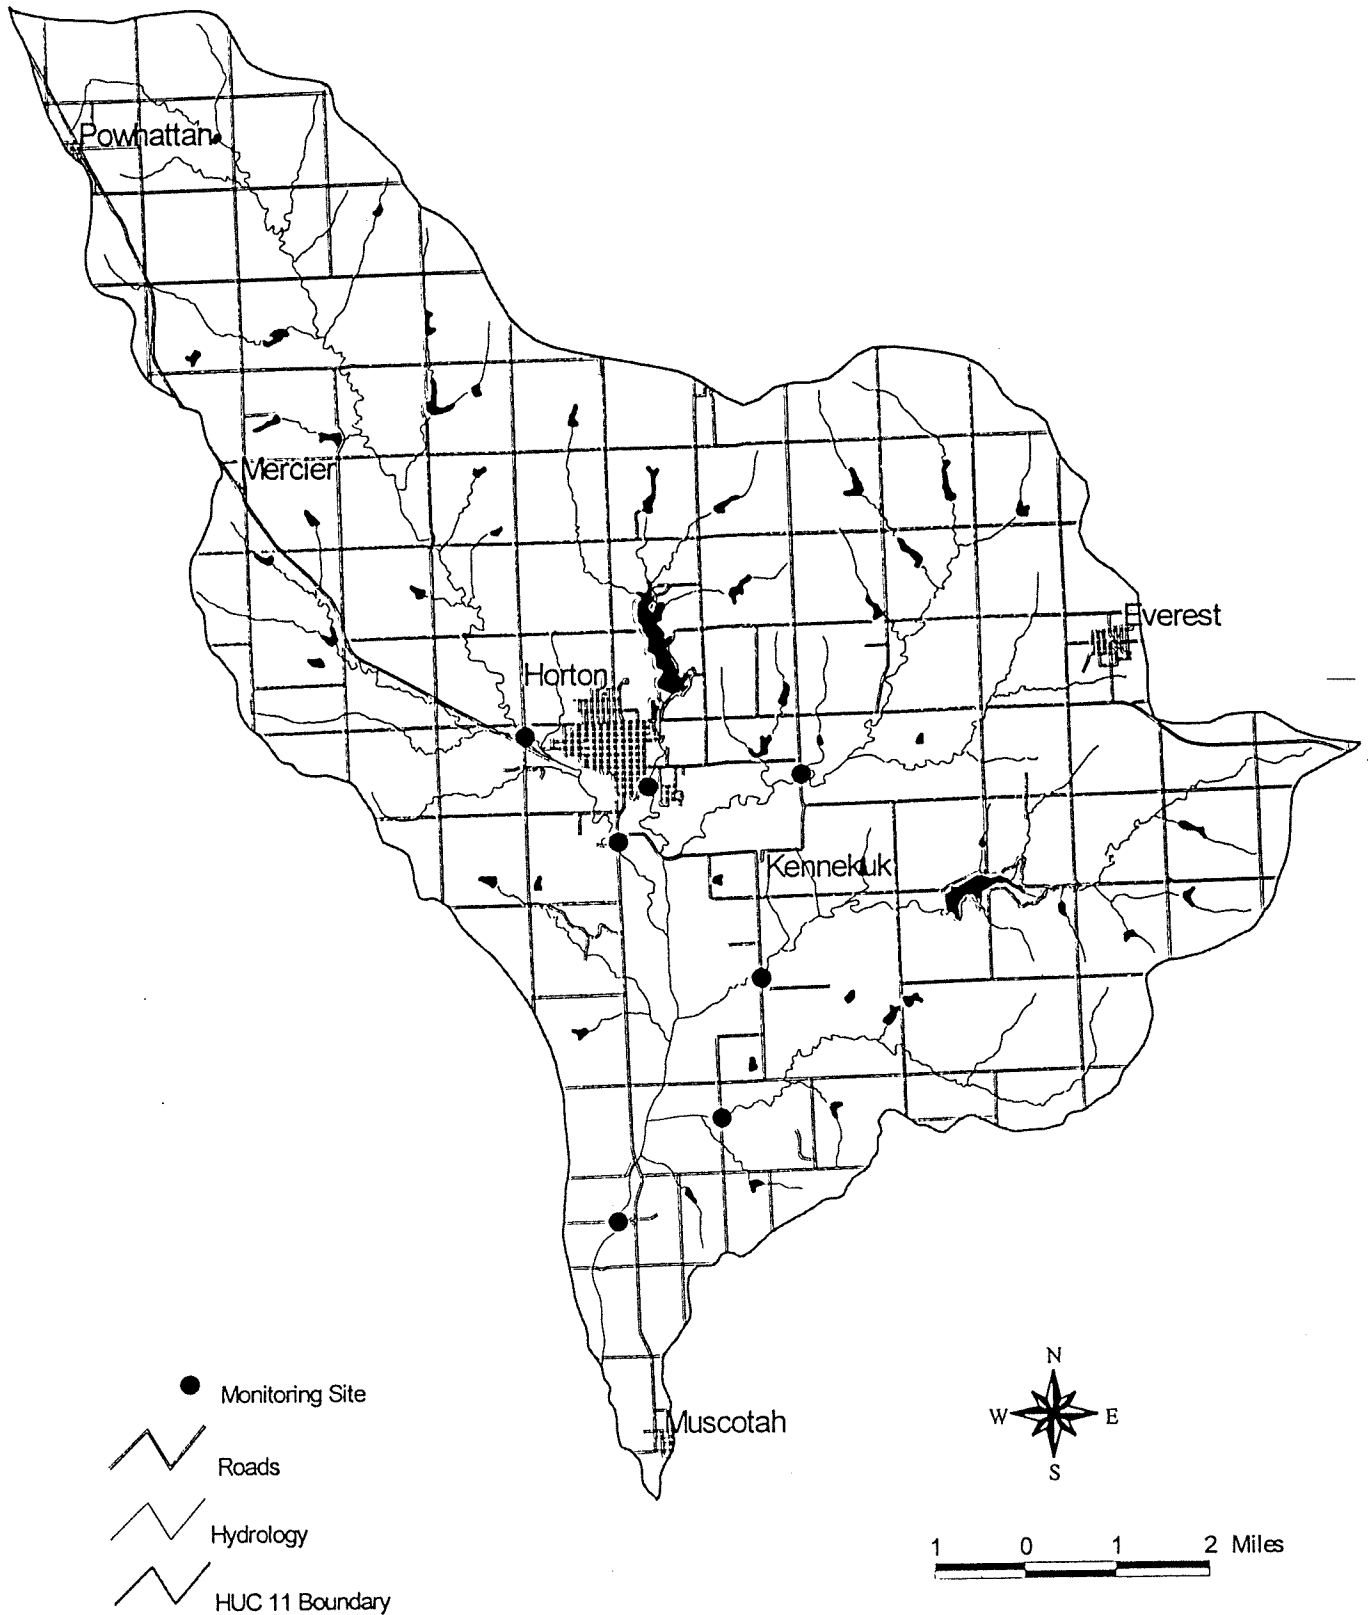 Powhattan
Mercier
Everest
Horton
Kennekuk
Muscotah
Monitoring Site
Roads
Hydrology
HUC 11 Boundary
N
W E
S
1 0 1 2 Miles